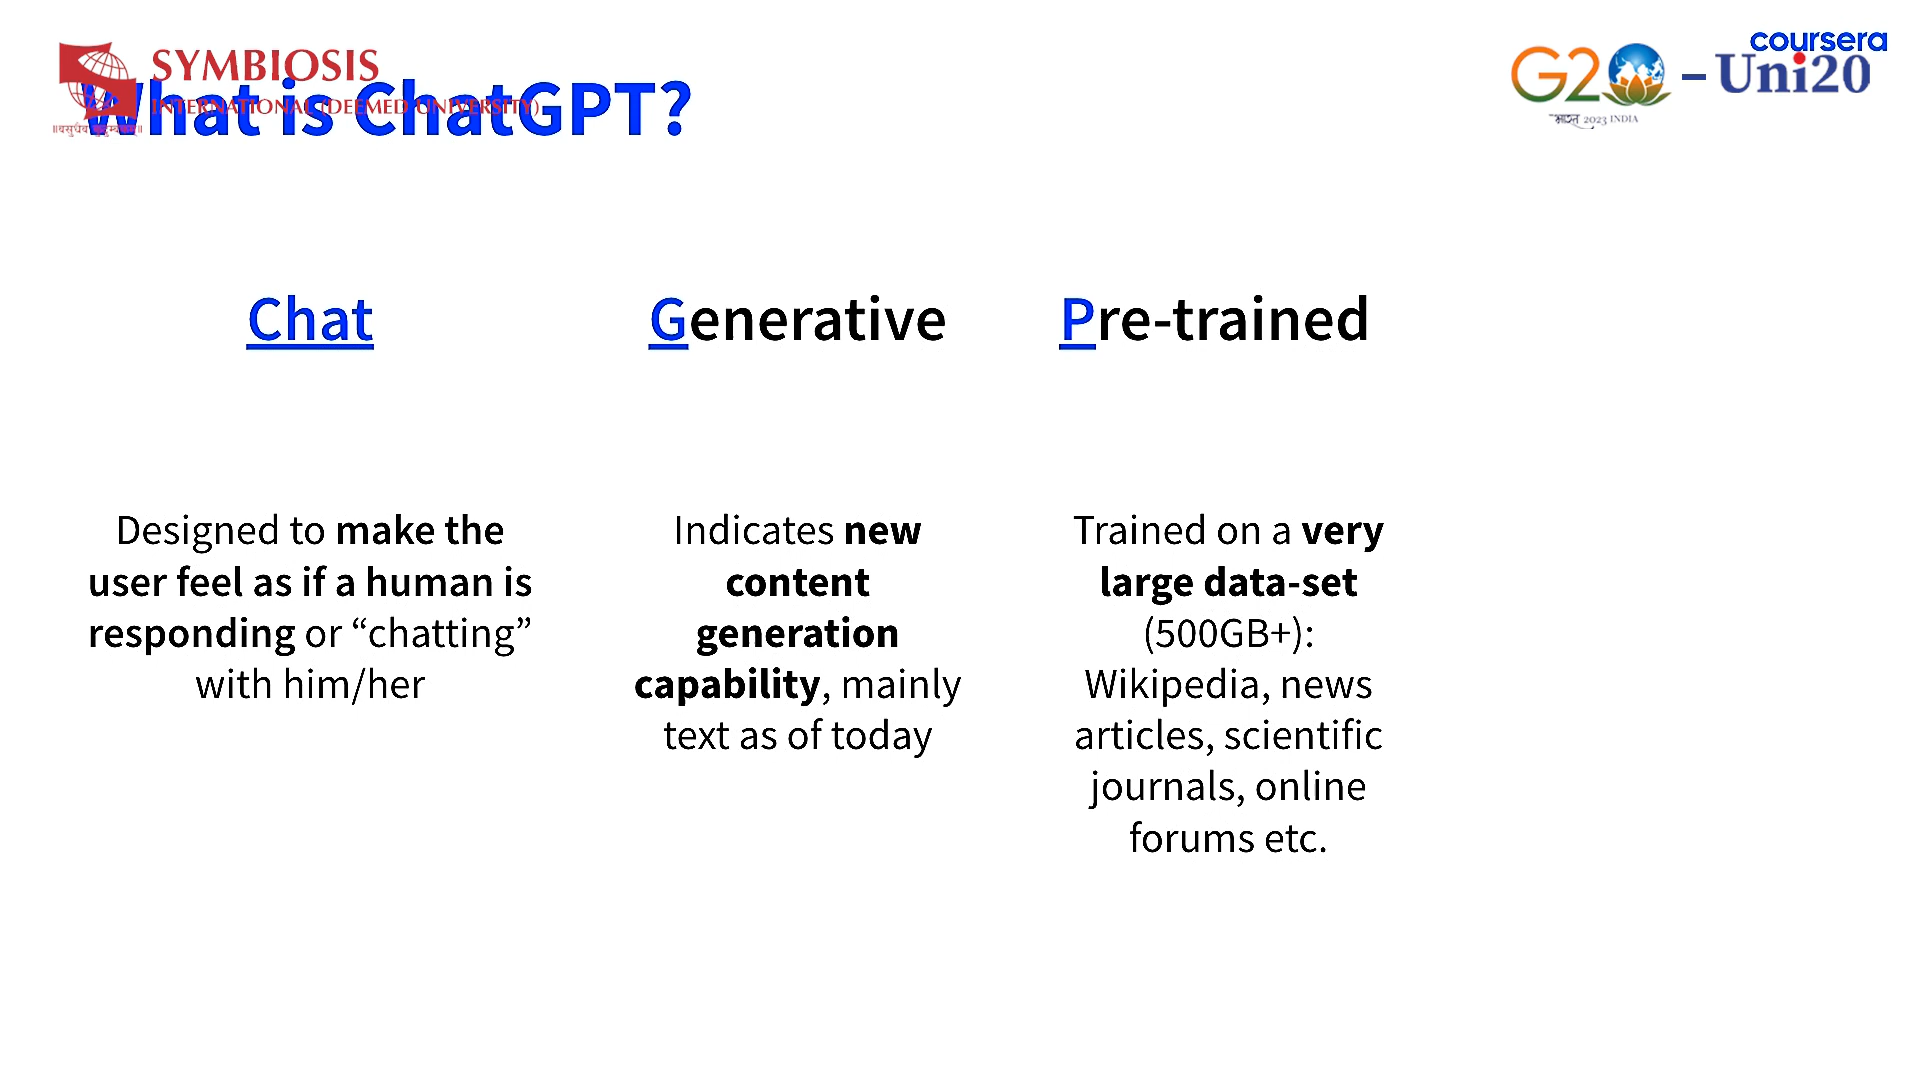 SYMBIOSIS
INTERNATIONAL (DEEMED UNIVERSITY)
What is ChatGPT?
coursera
G20 – Uni20
भारत 2023 INDIA
Chat
Generative
Pre-trained
Designed to make the
user feel as if a human is
responding or “chatting”
with him/her
Indicates new
content
generation
capability, mainly
text as of today
Trained on a very
large data-set
(500GB+):
Wikipedia, news
articles, scientific
journals, online
forums etc.